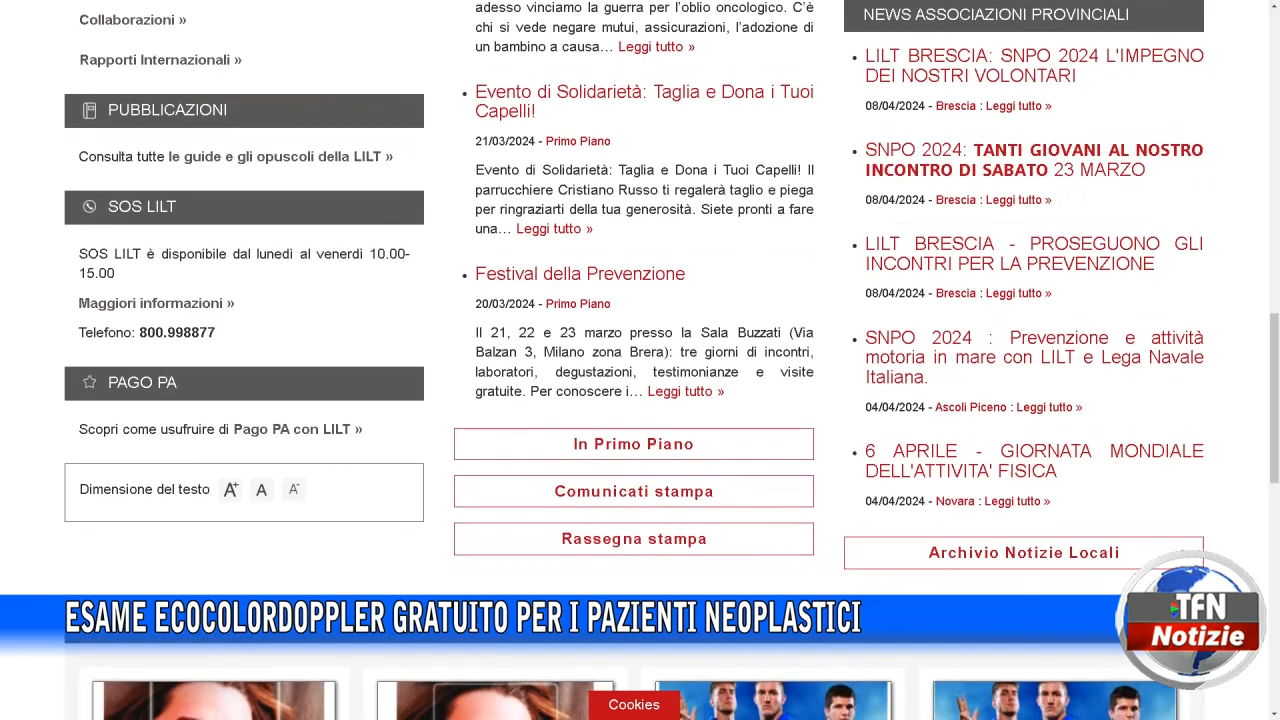 Collaborazioni »
Rapporti Internazionali »
PUBBLICAZIONI
Consulta tutte le guide e gli opuscoli della LILT »
SOS LILT
SOS LILT è disponibile dal lunedì al venerdì 10.00-
15.00
Maggiori informazioni »
Telefono: 800.998877
PAGO PA
Scopri come usufruire di Pago PA con LILT »
Dimensione del testo A+ A A-
adesso vinciamo la guerra per l'oblio oncologico. C'è
chi si vede negare mutui, assicurazioni, l'adozione di
un bambino a causa… Leggi tutto »
Evento di Solidarietà: Taglia e Dona i Tuoi
Capelli!
21/03/2024 - Primo Piano
Evento di Solidarietà: Taglia e Dona i Tuoi Capelli! Il
parrucchiere Cristiano Russo ti regalerà taglio e piega
per ringraziarti della tua generosità. Siete pronti a fare
una… Leggi tutto »
Festival della Prevenzione
20/03/2024 - Primo Piano
Il 21, 22 e 23 marzo presso la Sala Buzzati (Via
Balzan 3, Milano zona Brera): tre giorni di incontri,
laboratori, degustazioni, testimonianze e visite
gratuite. Per conoscere i… Leggi tutto »
In Primo Piano
Comunicati stampa
Rassegna stampa
NEWS ASSOCIAZIONI PROVINCIALI
LILT BRESCIA: SNPO 2024 L'IMPEGNO
DEI NOSTRI VOLONTARI
08/04/2024 - Brescia : Leggi tutto »
SNPO 2024: TANTI GIOVANI AL NOSTRO
INCONTRO DI SABATO 23 MARZO
08/04/2024 - Brescia : Leggi tutto »
LILT BRESCIA - PROSEGUONO GLI
INCONTRI PER LA PREVENZIONE
08/04/2024 - Brescia : Leggi tutto »
SNPO 2024 : Prevenzione e attività
motoria in mare con LILT e Lega Navale
Italiana.
04/04/2024 - Ascoli Piceno : Leggi tutto »
6 APRILE - GIORNATA MONDIALE
DELL'ATTIVITA' FISICA
04/04/2024 - Novara : Leggi tutto »
Archivio Notizie Locali
ESAME ECOCOLORDOPPLER GRATUITO PER I PAZIENTI NEOPLASTICI
TFN
Notizie
Cookies